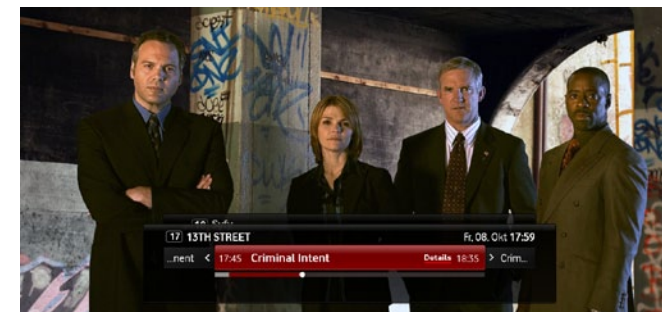 17 13TH STREET Fr, 08. Okt 17:59
...nent < 17:45 Criminal Intent Details 18:35 > Crim...